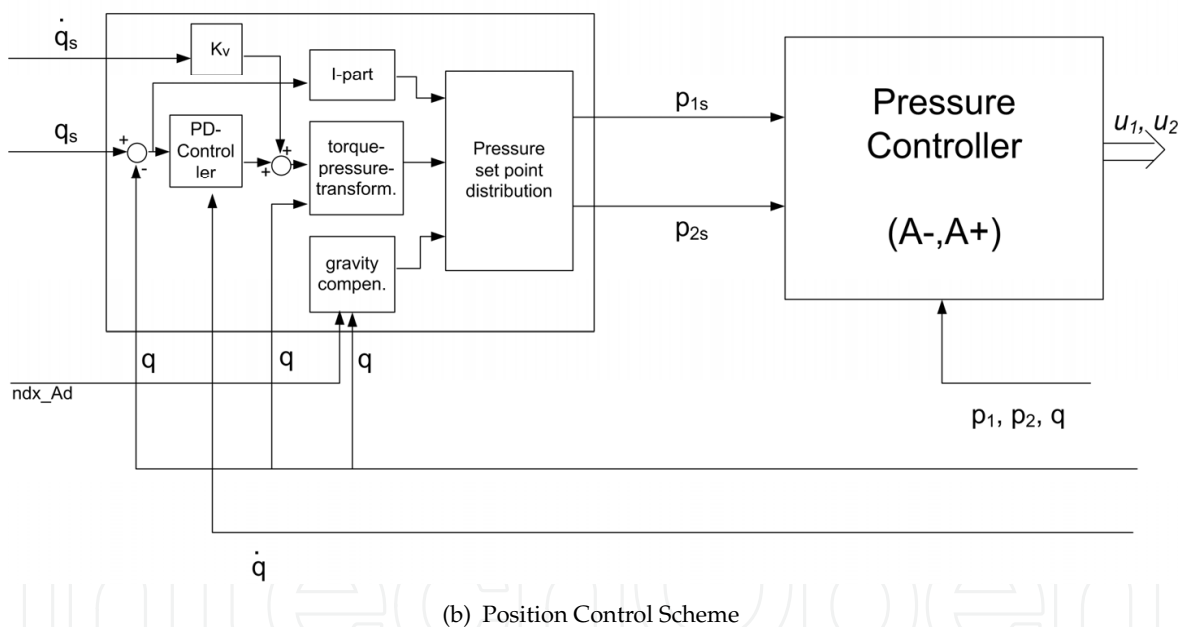 q̇s
Kv
I-part
p1s
Pressure
Controller
(A-,A+)
u1, u2
qs
+
-
PD-
Control
ler
+
+
torque-
pressure-
transform.
Pressure
set point
distribution
p2s
gravity
compen.
q
q
q
ndx_Ad
p1, p2, q
q̇
(b) Position Control Scheme